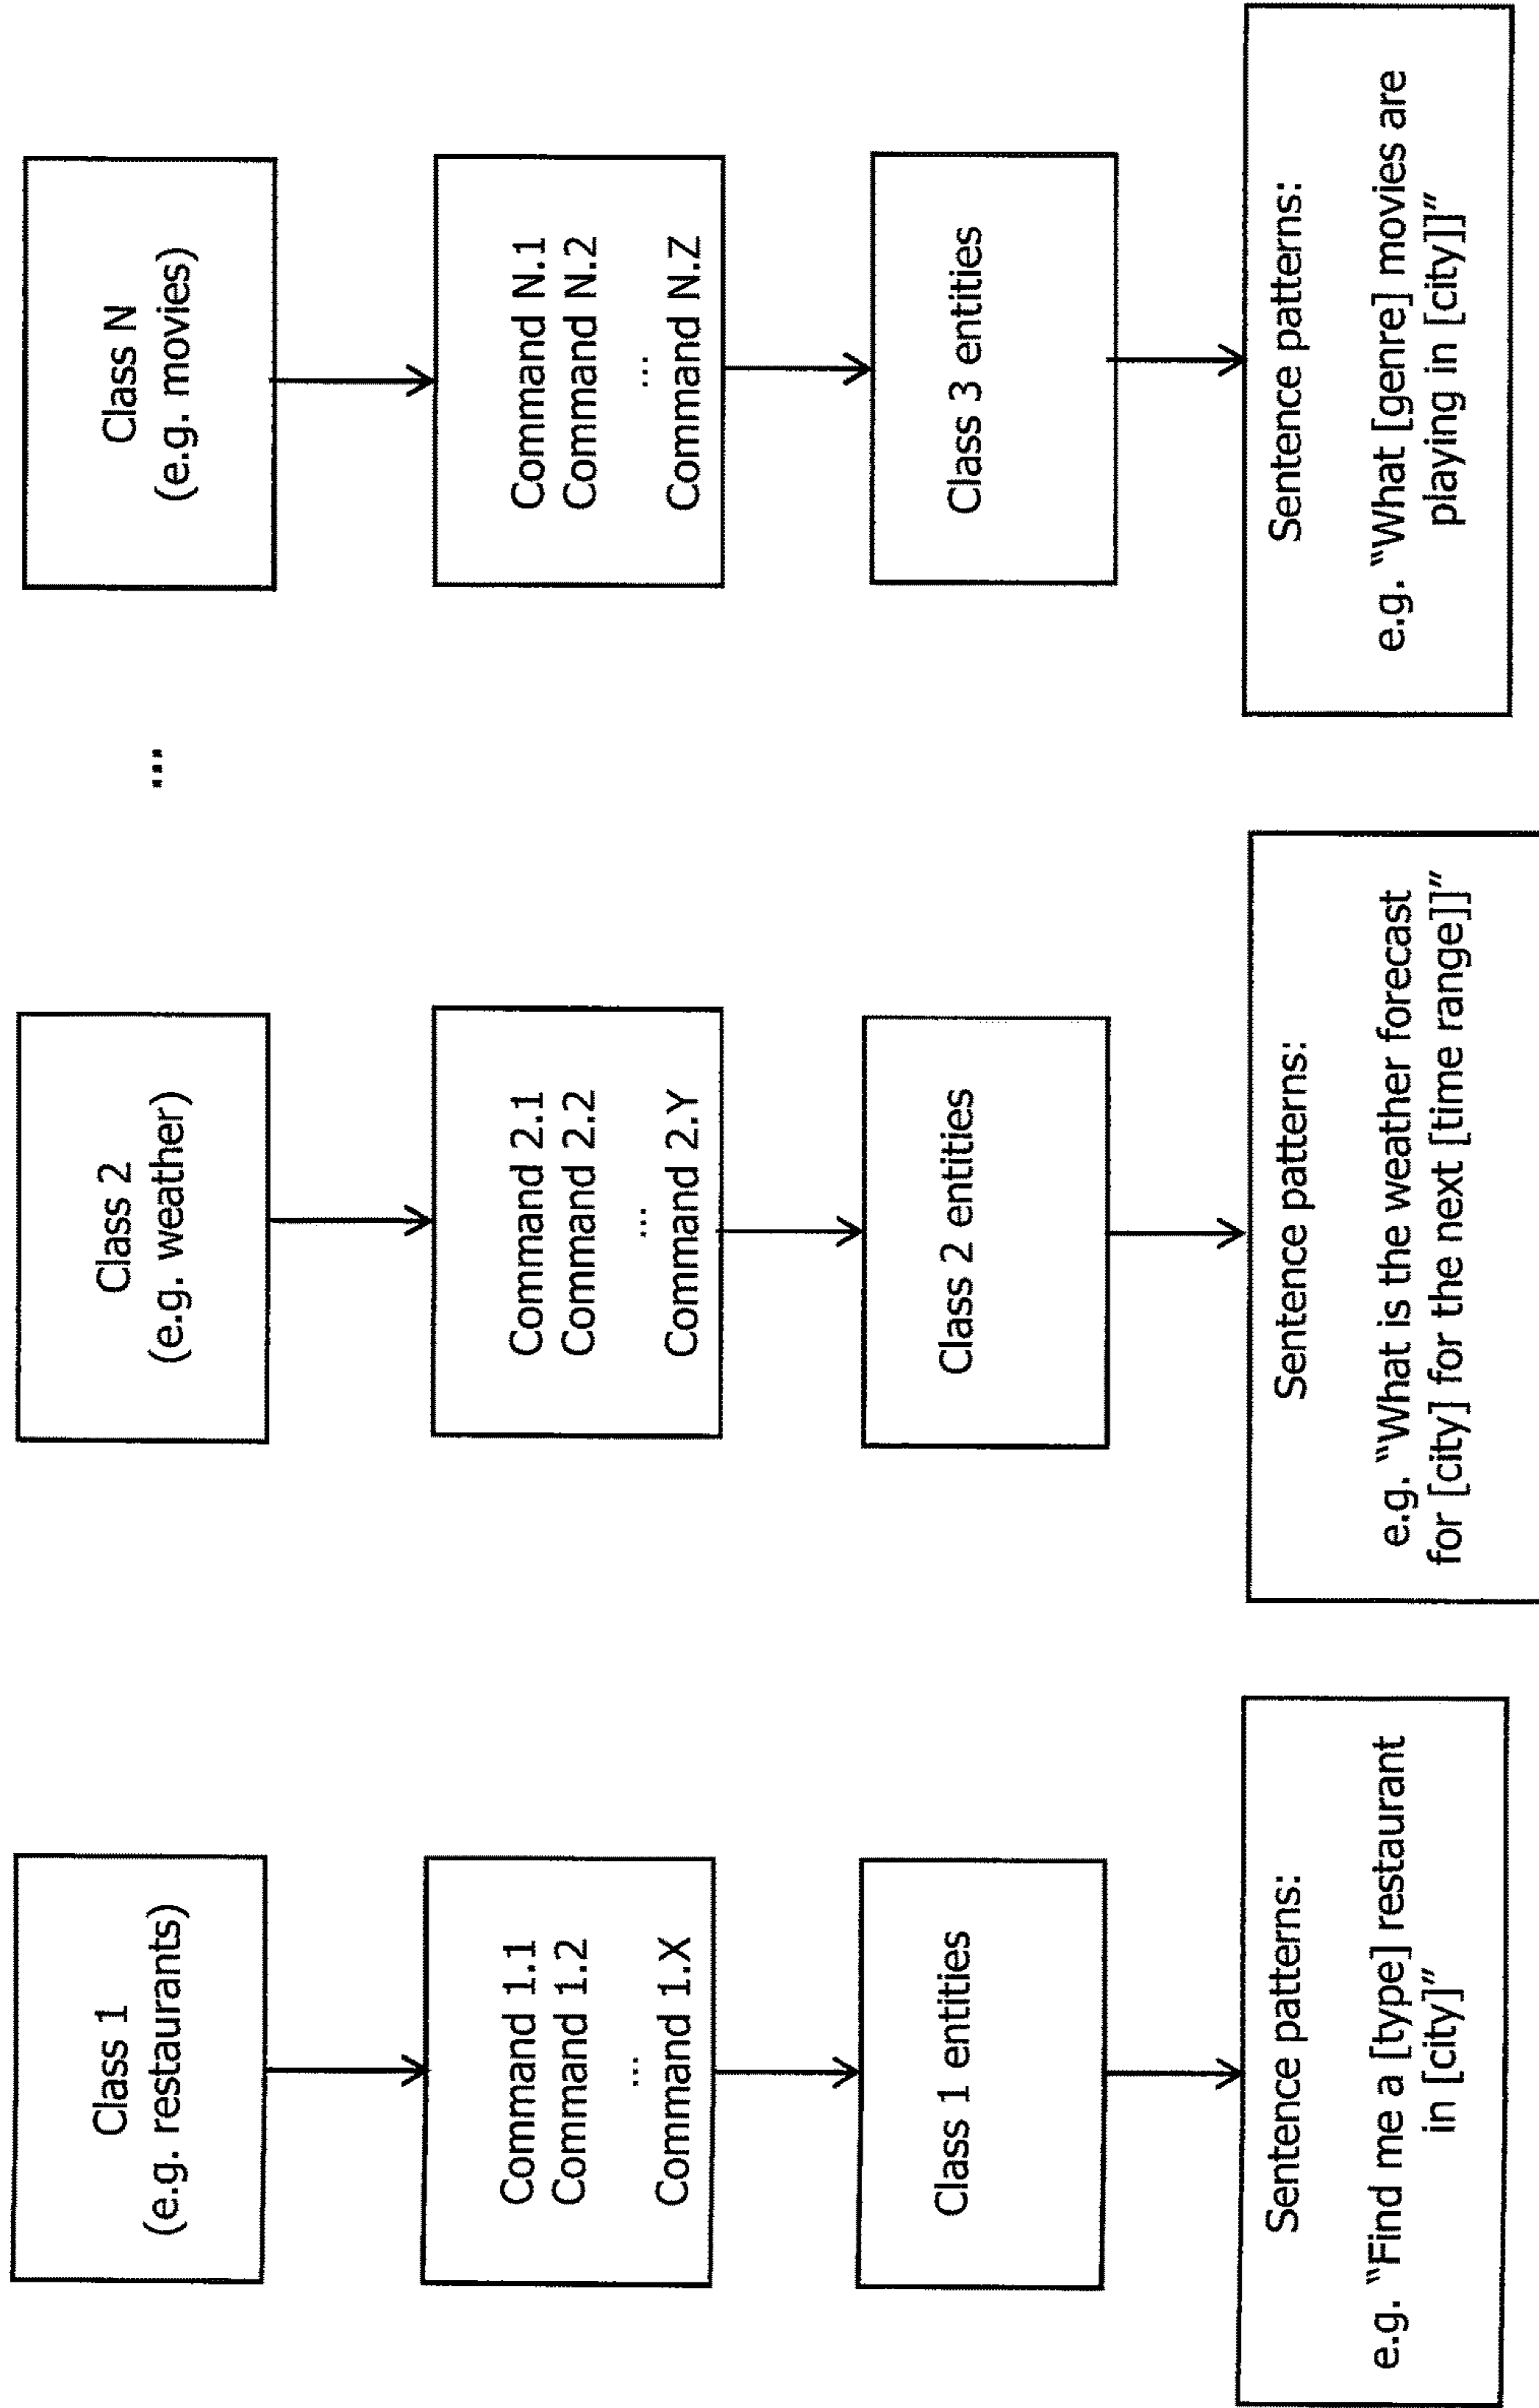 Class 1
(e.g. restaurants)
Command 1.1
Command 1.2
...
Command 1.X
Class 1 entities
Sentence patterns:
e.g. “Find me a [type] restaurant
in [city]”
Class 2
(e.g. weather)
Command 2.1
Command 2.2
...
Command 2.Y
Class 2 entities
Sentence patterns:
e.g. “What is the weather forecast
for [city] for the next [time range]]”
...
Class N
(e.g. movies)
Command N.1
Command N.2
...
Command N.Z
Class 3 entities
Sentence patterns:
e.g. “What [genre] movies are
playing in [city]]”